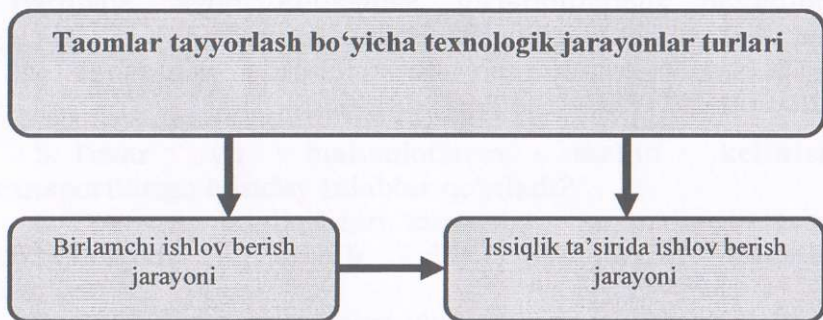 Taomlar tayyorlash bo‘yicha texnologik jarayonlar turlari
Birlamchi ishlov berish
jarayoni
Issiqlik ta’sirida ishlov berish
jarayoni